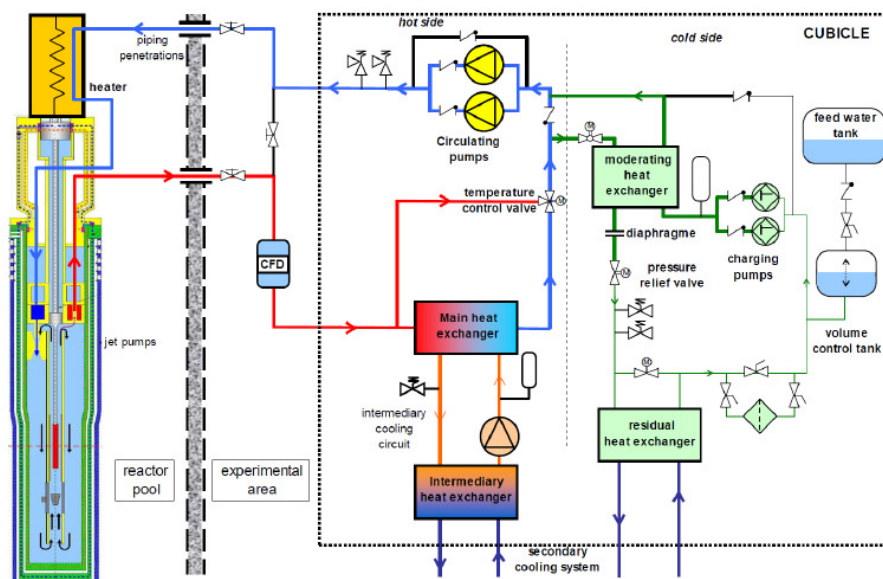 hot side
cold side
CUBICLE
piping
penetrations
heater
Circulating
pumps
feed water
tank
moderating
heat
exchanger
temperature
control valve
M
M
diaphragme
charging
pumps
CFD
M
pressure
relief valve
Main heat
exchanger
volume
control tank
jet pumps
M
intermediary
cooling
circuit
residual
heat exchanger
reactor
pool
experimental
area
Intermediary
heat exchanger
secondary
cooling system